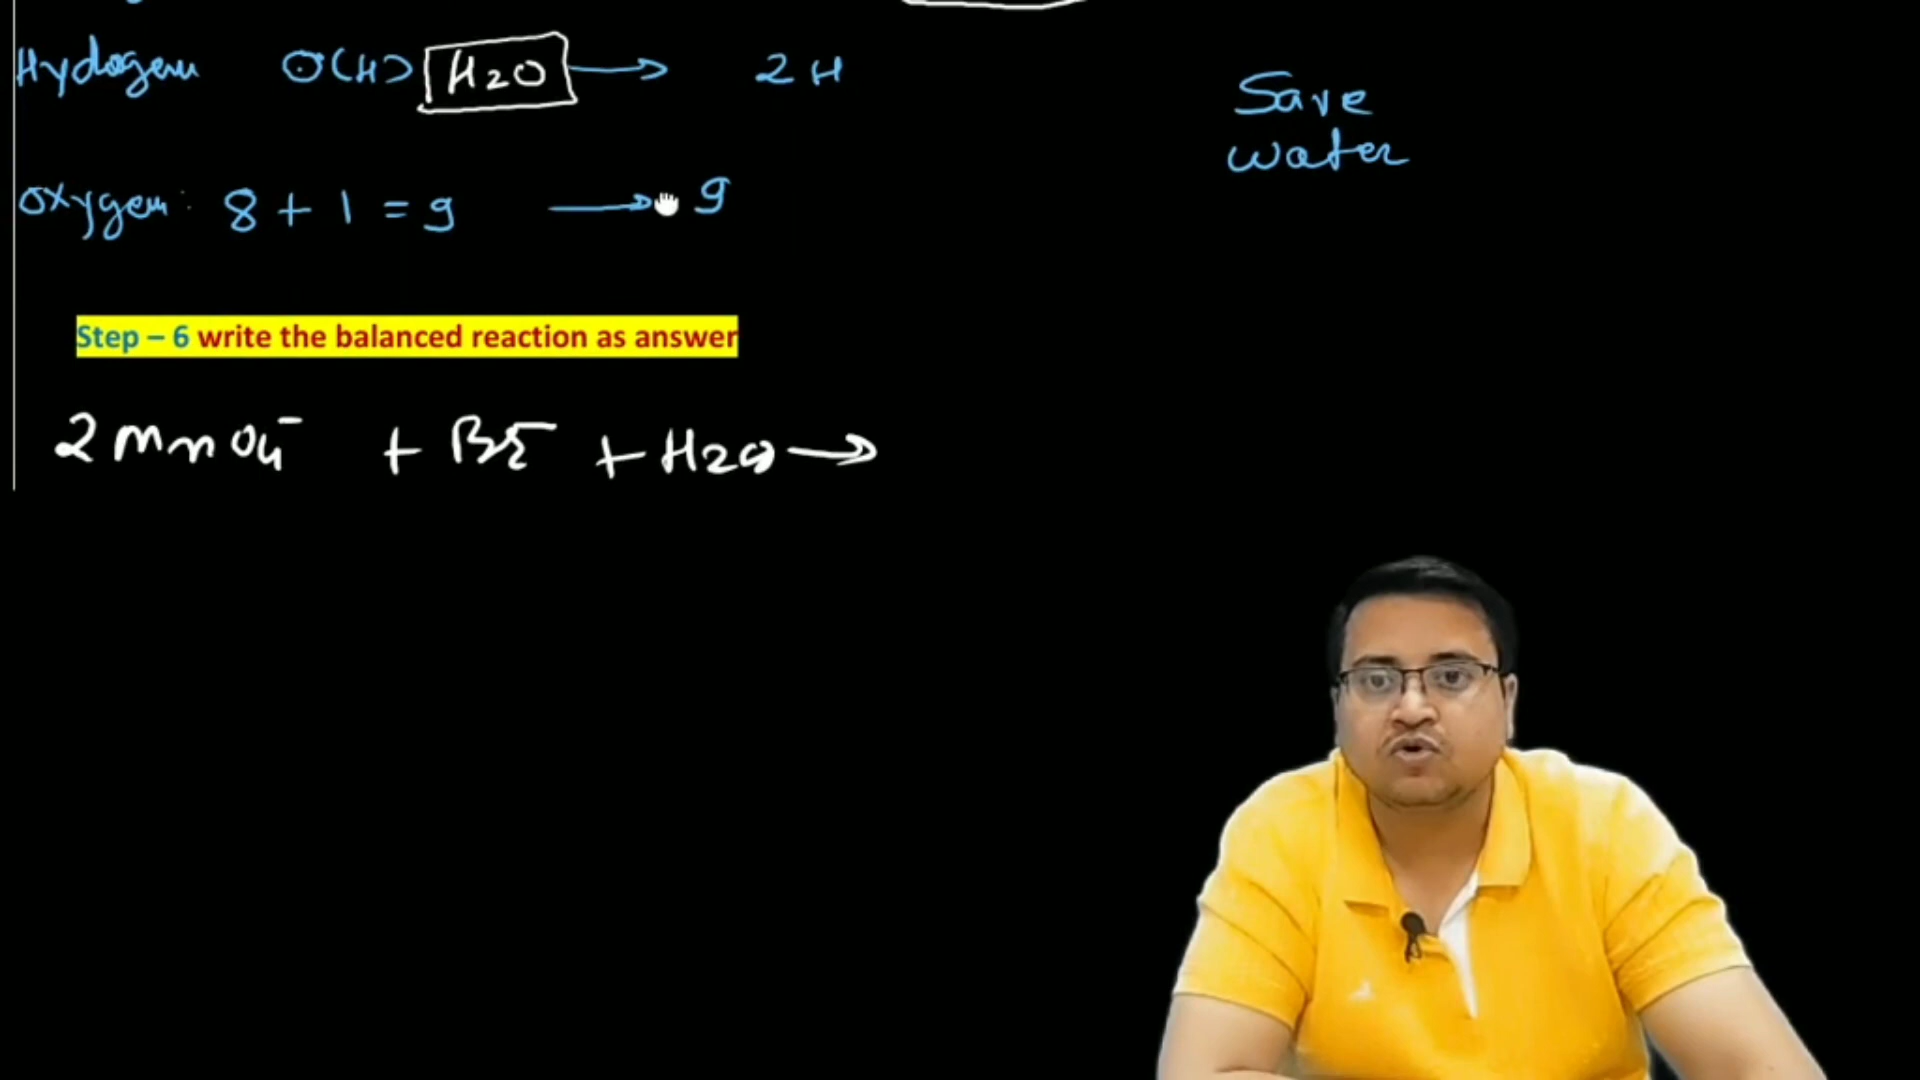 Hydogen O(H) H2O → 2H
Save
water
Oxygen: 8 + 1 = 9 → 9
Step – 6 write the balanced reaction as answer
2MnO4⁻ + Br⁻ + H2O →